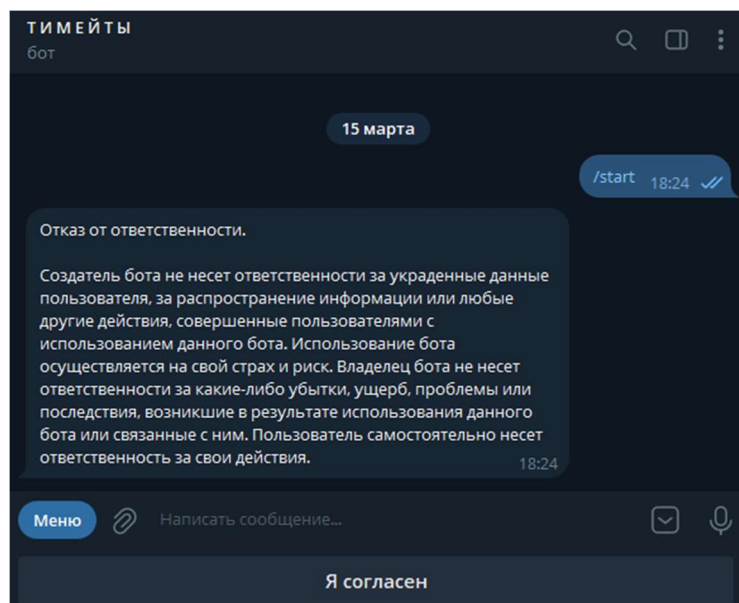 ТИМЕЙТЫ
бот
15 марта
/start 18:24
Отказ от ответственности.
Создатель бота не несет ответственности за украденные данные
пользователя, за распространение информации или любые
другие действия, совершенные пользователями с
использованием данного бота. Использование бота
осуществляется на свой страх и риск. Владелец бота не несет
ответственности за какие-либо убытки, ущерб, проблемы или
последствия, возникшие в результате использования данного
бота или связанные с ним. Пользователь самостоятельно несет
ответственность за свои действия. 18:24
Меню Написать сообщение...
Я согласен